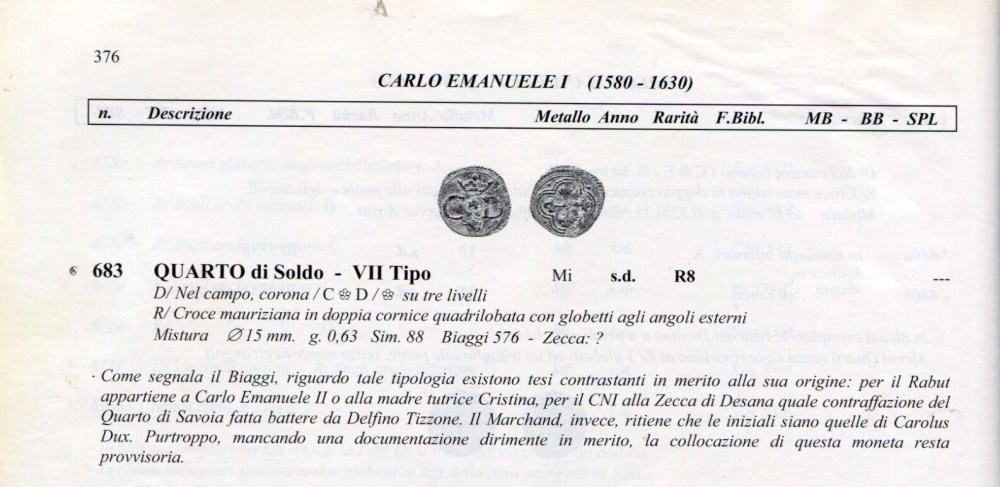 376
CARLO EMANUELE I (1580 - 1630)
n. Descrizione Metallo Anno Rarità F.Bibl. MB - BB - SPL
683 QUARTO di Soldo - VII Tipo Mi s.d. R8 ---
D/ Nel campo, corona / C ❀ D / ❀ su tre livelli
R/ Croce mauriziana in doppia cornice quadrilobata con globetti agli angoli esterni
Mistura Ø 15 mm. g. 0,63 Sim. 88 Biaggi 576 - Zecca: ?
· Come segnala il Biaggi, riguardo tale tipologia esistono tesi contrastanti in merito alla sua origine: per il Rabut
appartiene a Carlo Emanuele II o alla madre tutrice Cristina, per il CNI alla Zecca di Desana quale contraffazione del
Quarto di Savoia fatta battere da Delfino Tizzone. Il Marchand, invece, ritiene che le iniziali siano quelle di Carolus
Dux. Purtroppo, mancando una documentazione dirimente in merito, la collocazione di questa moneta resta
provvisoria.